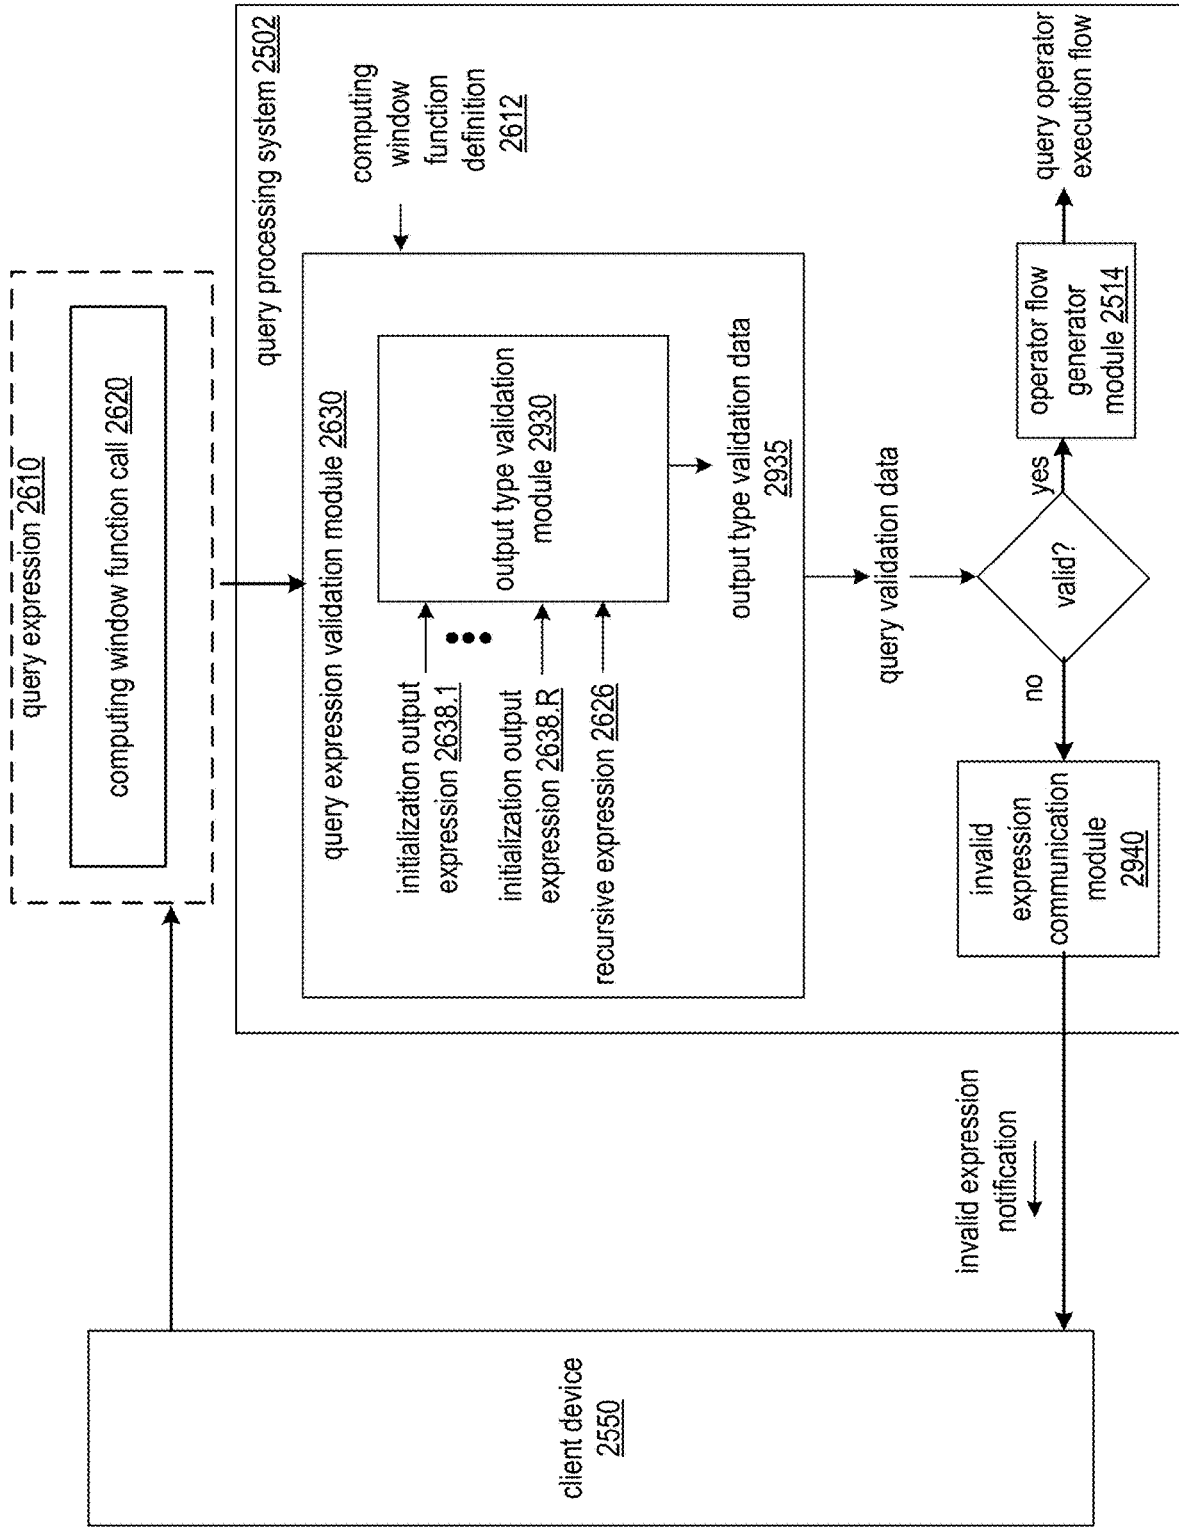 query expression 2610
computing window function call 2620
query processing system 2502
computing
window
function
definition
2612
query expression validation module 2630
initialization output
expression 2638.1
initialization output
expression 2638.R
recursive expression 2626
output type validation
module 2930
output type validation data
2935
query validation data
valid?
yes
no
operator flow
generator
module 2514
query operator
execution flow
invalid
expression
communication
module
2940
invalid expression
notification
client device
2550